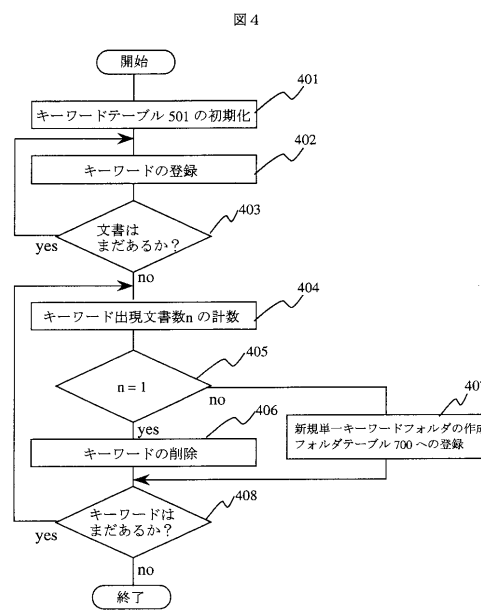 図4
開始
401
キーワードテーブル 501 の初期化
402
キーワードの登録
403
文書は
まだあるか？
yes
no
404
キーワード出現文書数n の計数
405
n = 1
no
yes
406
407
新規単一キーワードフォルダの作成
フォルダテーブル 700 への登録
キーワードの削除
408
キーワードは
まだあるか？
yes
no
終了